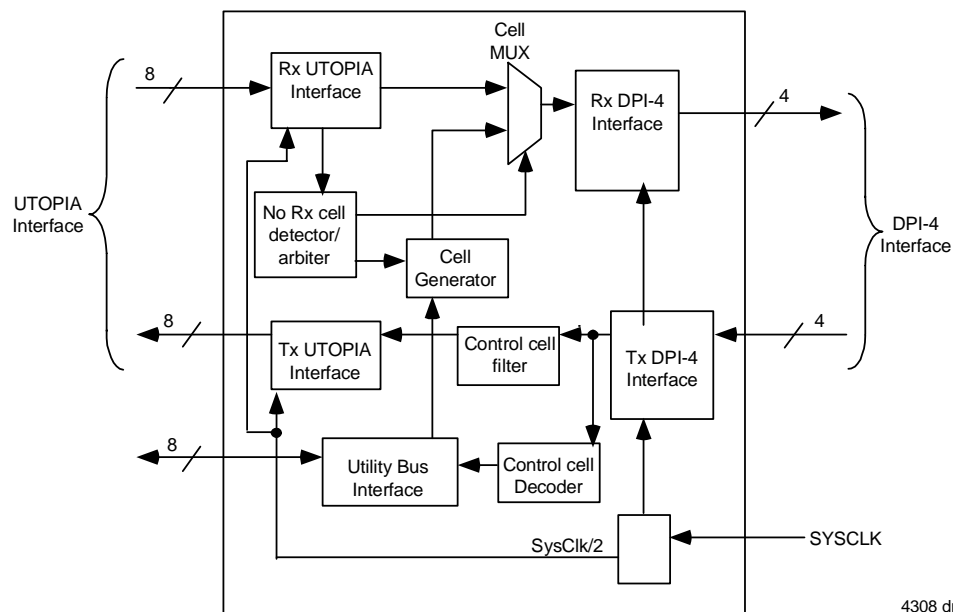 Cell
MUX
8
Rx UTOPIA
Interface
Rx DPI-4
Interface
4
UTOPIA
Interface
No Rx cell
detector/
arbiter
Cell
Generator
DPI-4
Interface
8
Tx UTOPIA
Interface
Control cell
filter
Tx DPI-4
Interface
4
8
Utility Bus
Interface
Control cell
Decoder
SysClk/2
SYSCLK
4308